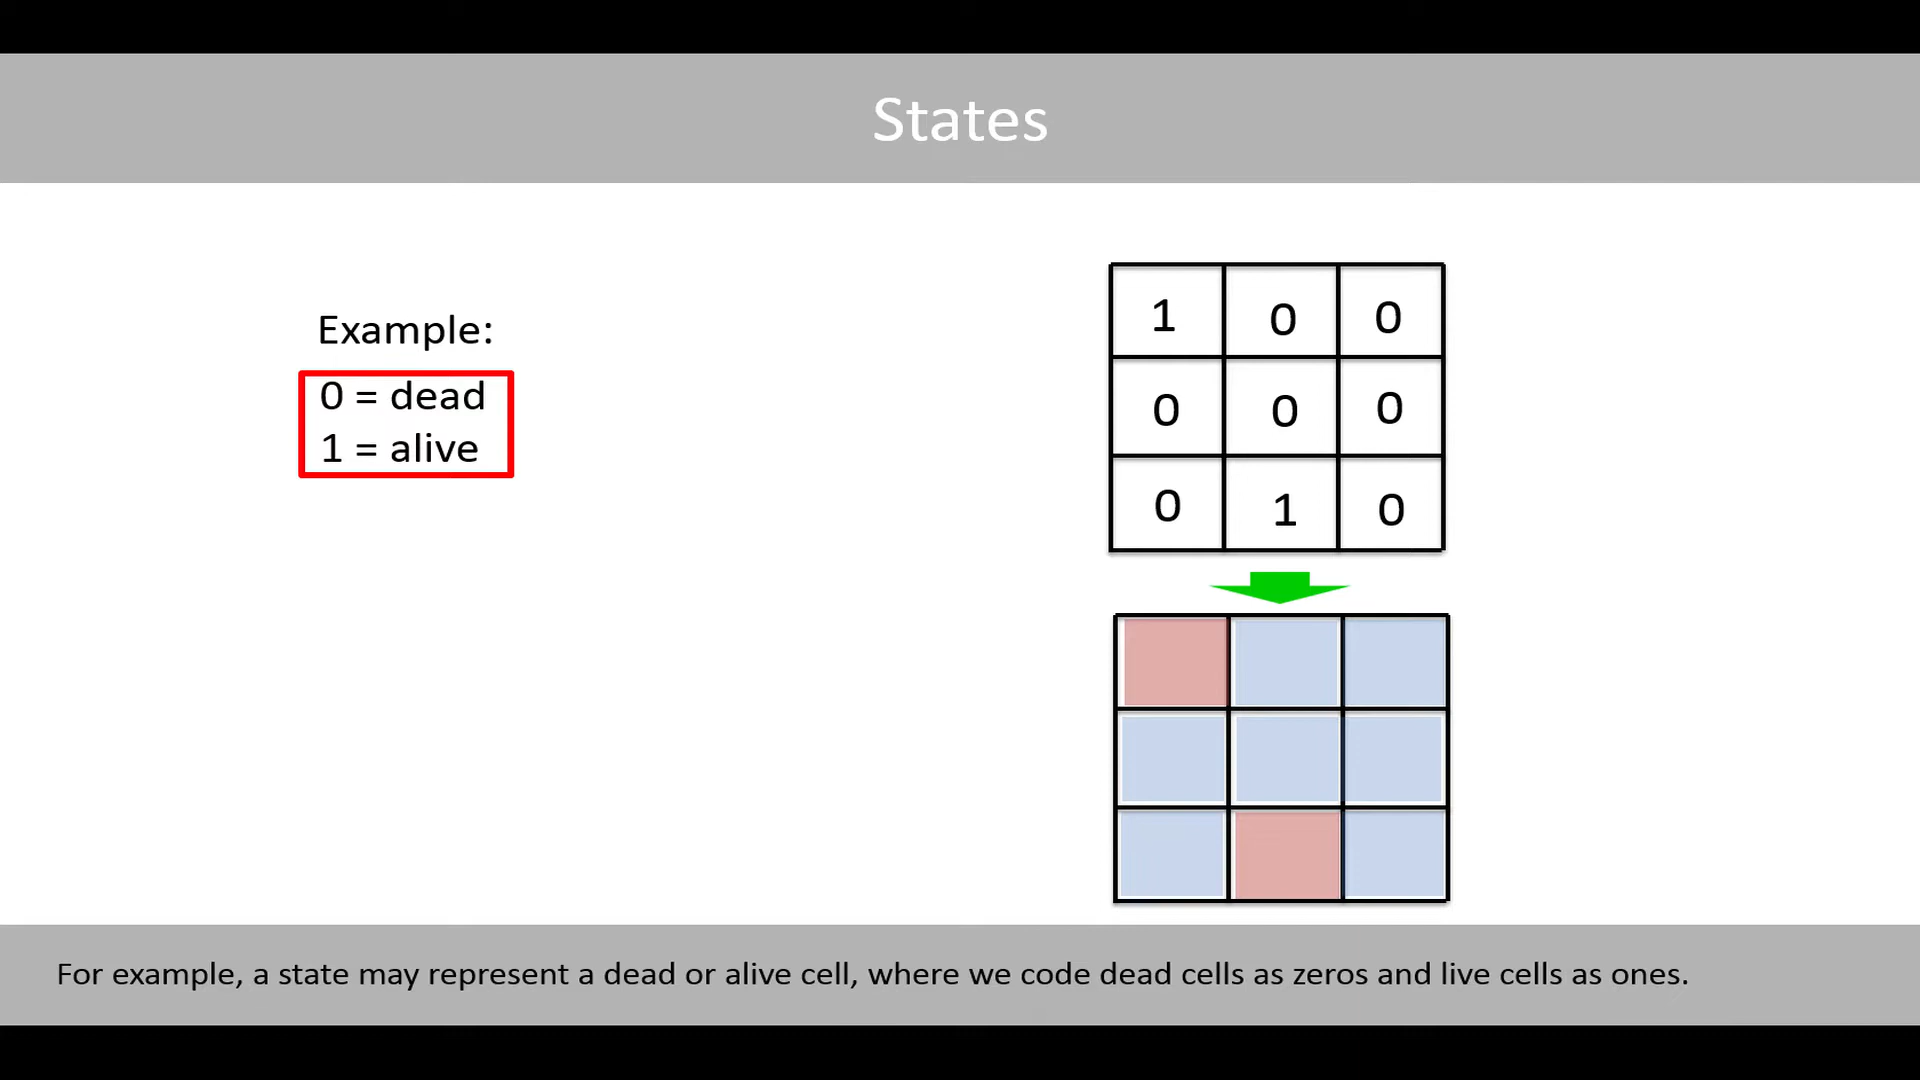 States
Example:
0 = dead
1 = alive
1 0 0
0 0 0
0 1 0
For example, a state may represent a dead or alive cell, where we code dead cells as zeros and live cells as ones.